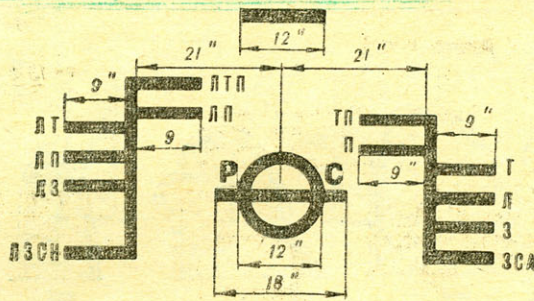 12"
21" 21"
9" ЛТП 9"
ТП
ЛТ ЛП
9 П Т
ЛП 9"
Р С Л
ЛЗ З
ЛЗСН ЗСА
12"
18"